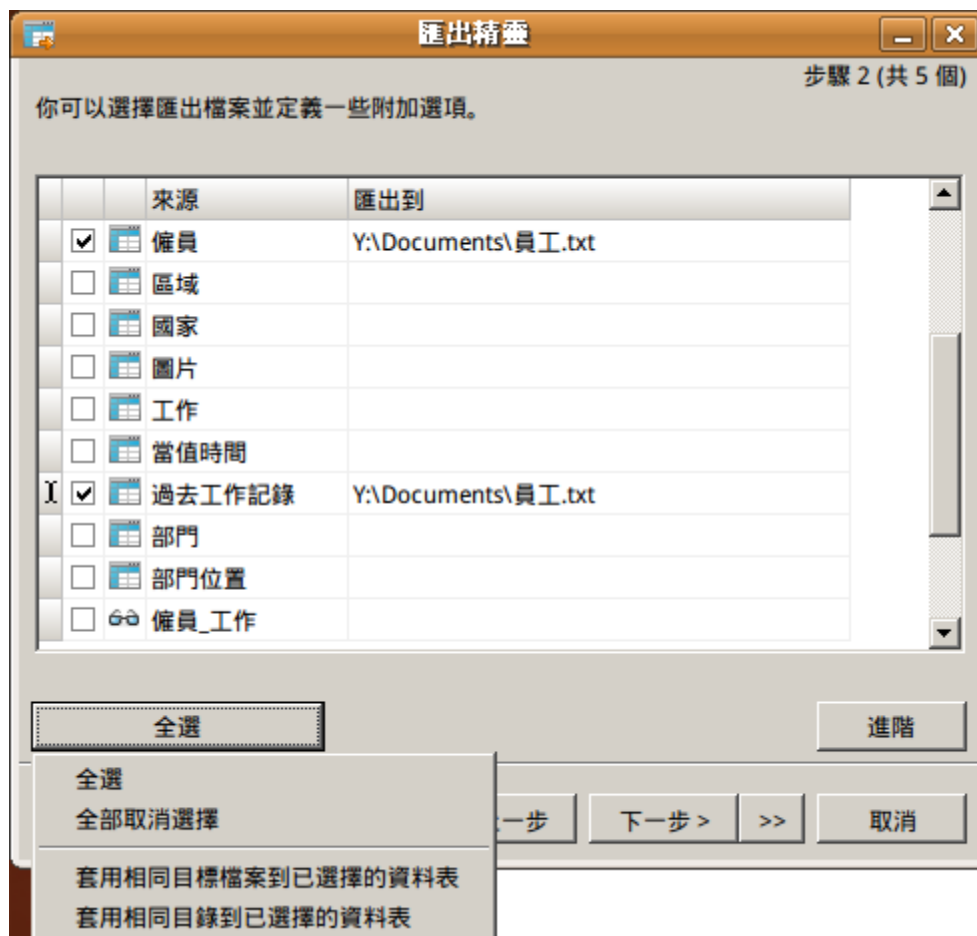 匯出精靈
步驟 2 (共 5 個)
你可以選擇匯出檔案並定義一些附加選項。
來源 匯出到
僱員 Y:\Documents\員工.txt
區域
國家
圖片
工作
當值時間
過去工作記錄 Y:\Documents\員工.txt
部門
部門位置
僱員_工作
全選 進階
全選
全部取消選擇
一步 下一步 > >> 取消
套用相同目標檔案到已選擇的資料表
套用相同目錄到已選擇的資料表